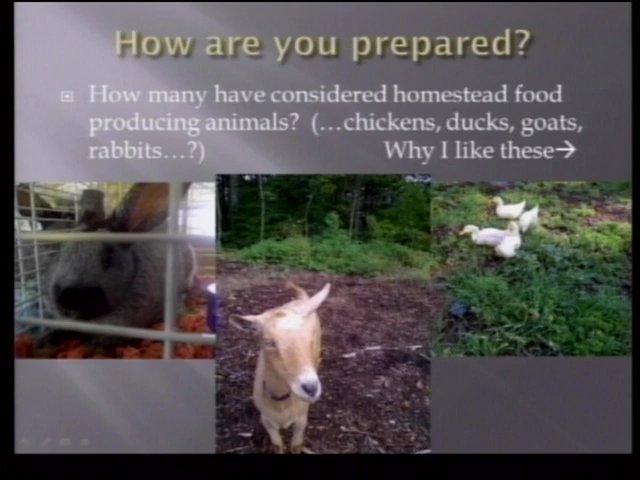 How are you prepared?
How many have considered homestead food
producing animals? (...chickens, ducks, goats,
rabbits...?) Why I like these→